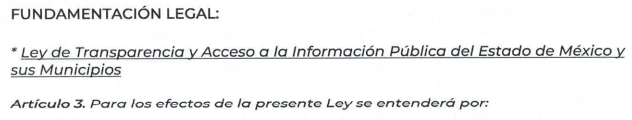 FUNDAMENTACIÓN LEGAL:
* Ley de Transparencia y Acceso a la Información Pública del Estado de México y
sus Municipios
Artículo 3. Para los efectos de la presente Ley se entenderá por: